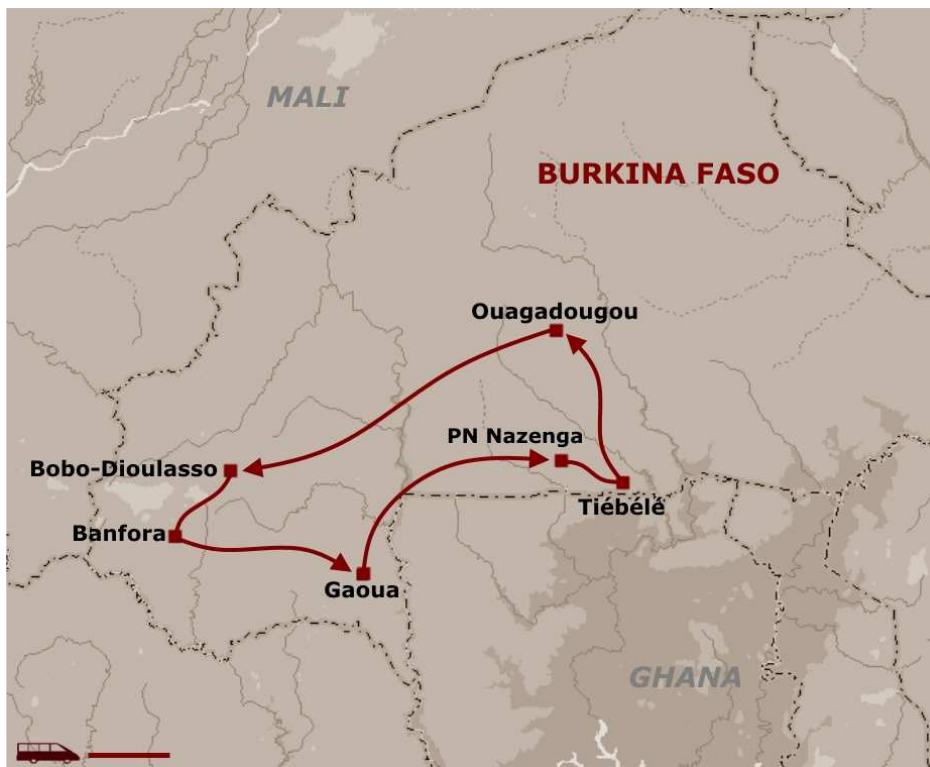 MALI
BURKINA FASO
Ouagadougou
PN Nazenga
Bobo-Dioulasso
Tiébélé
Banfora
Gaoua
GHANA